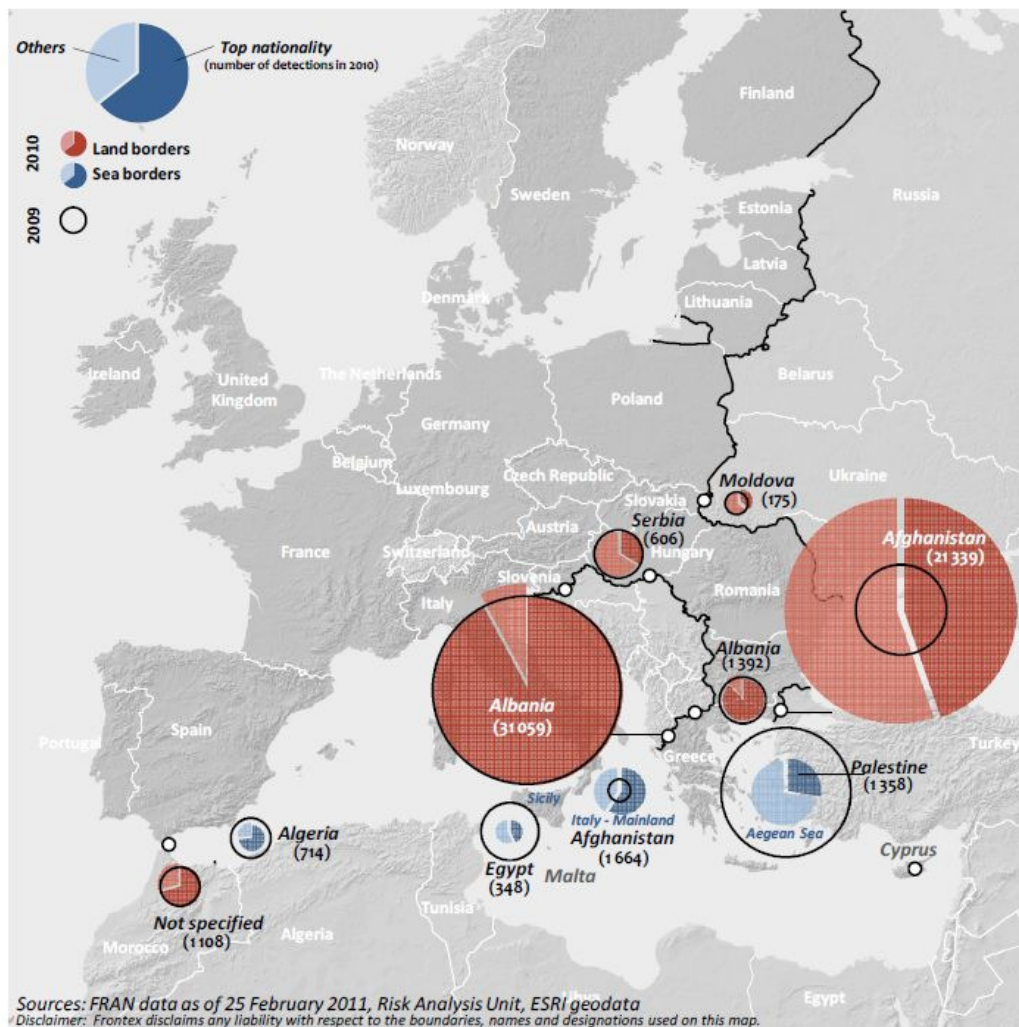 Others
Top nationality
(number of detections in 2010)
2010
Land borders
Sea borders
2009
Finland
Norway
Sweden
Russia
Estonia
Latvia
Lithuania
Denmark
Ireland
United
Kingdom
The Netherlands
Belarus
Poland
Germany
Belgium
Luxembourg
Czech Republic
Ukraine
Moldova
(175)
Slovakia
Serbia
(606)
Austria
Hungary
France
Switzerland
Slovenia
Italy
Romania
Afghanistan
(21 339)
Albania
(31 059)
Albania
(1 392)
Portugal
Spain
Greece
Turkey
Palestine
(1 358)
Aegean Sea
Sicily
Italy - Mainland
Afghanistan
(1 664)
Algeria
(714)
Egypt
(348)
Malta
Cyprus
Not specified
(1 108)
Morocco
Algeria
Tunisia
Libya
Egypt
Sources: FRAN data as of 25 February 2011, Risk Analysis Unit, ESRI geodata
Disclaimer: Frontex disclaims any liability with respect to the boundaries, names and designations used on this map.